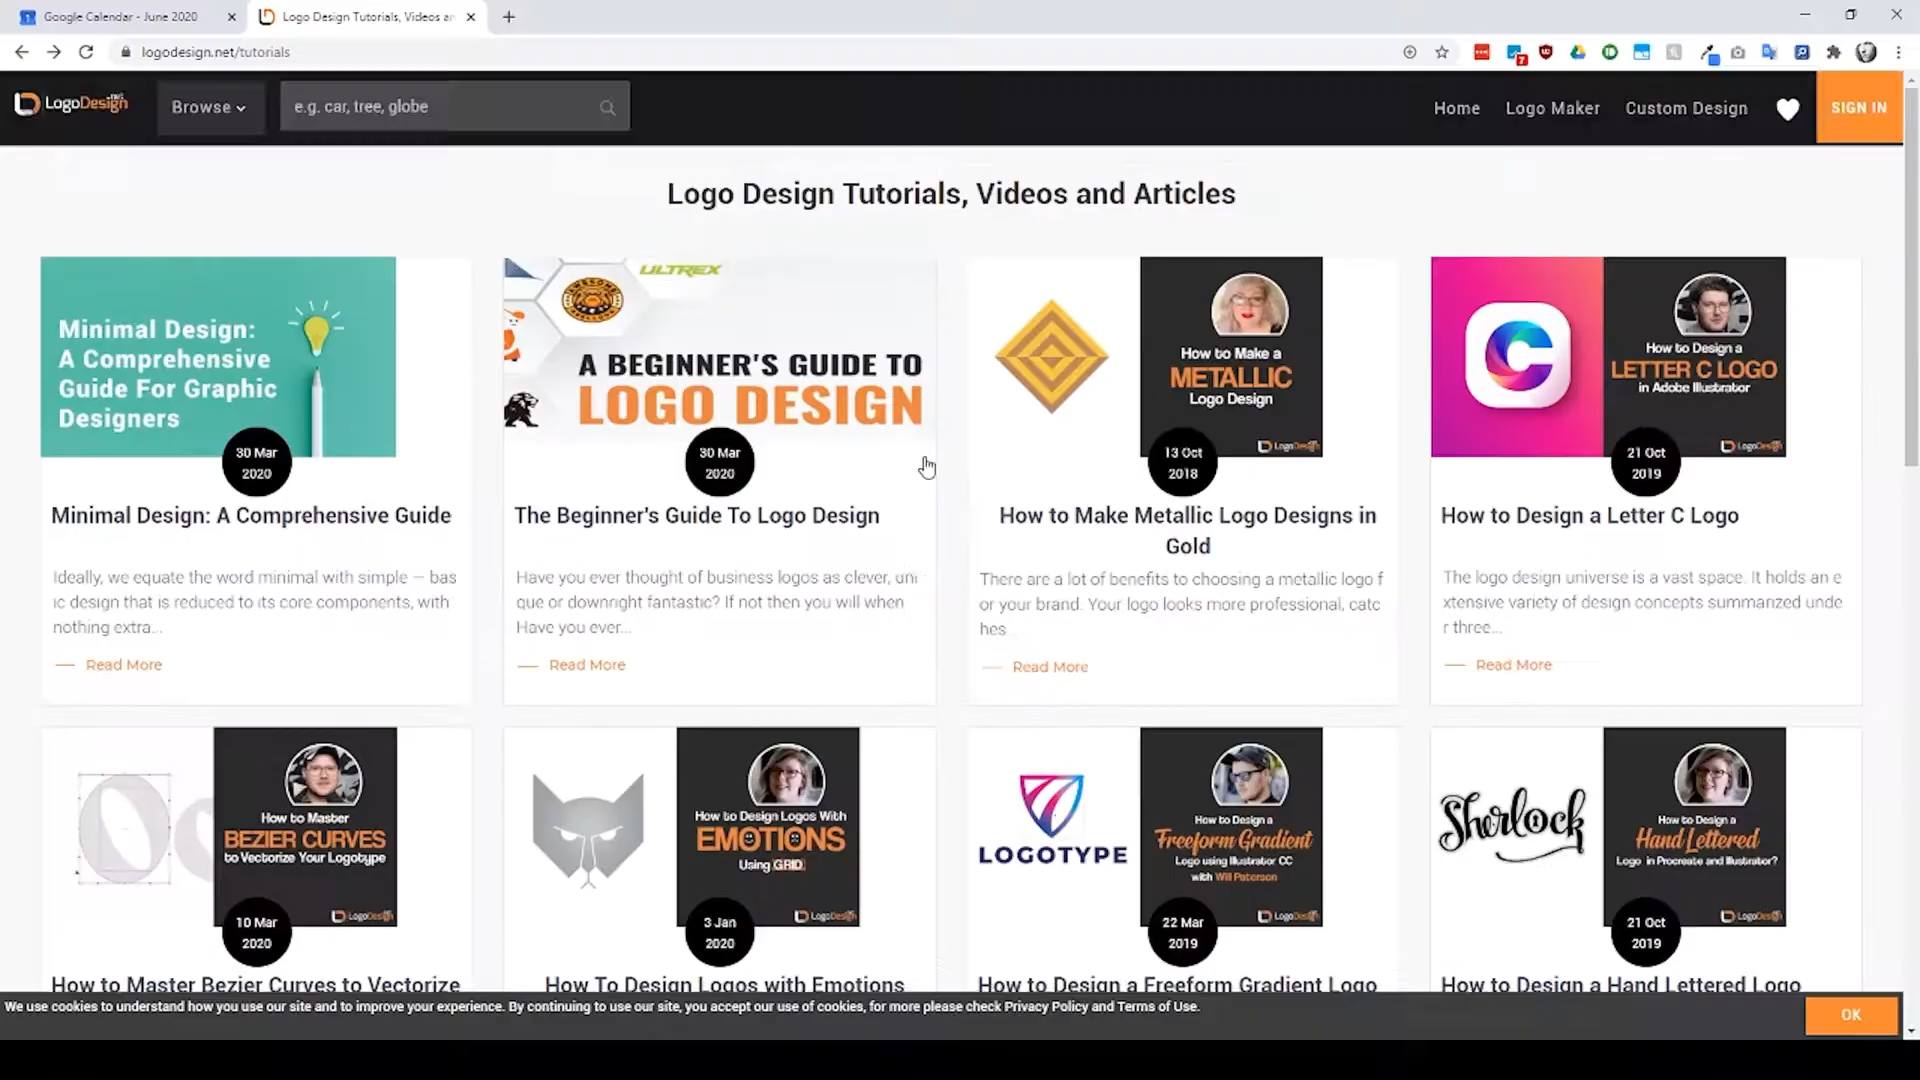 Google Calendar - June 2020
Logo Design Tutorials, Videos an
logodesign.net/tutorials
7
LogoDesign
Browse
e.g. car, tree, globe
Home
Logo Maker
Custom Design
SIGN IN
Logo Design Tutorials, Videos and Articles
Minimal Design:
A Comprehensive
Guide For Graphic
Designers
30 Mar
2020
Minimal Design: A Comprehensive Guide
Ideally, we equate the word minimal with simple — bas
ic design that is reduced to its core components, with
nothing extra...
Read More
ULTREX
A BEGINNER'S GUIDE TO
LOGO DESIGN
30 Mar
2020
The Beginner's Guide To Logo Design
Have you ever thought of business logos as clever, uni
que or downright fantastic? If not then you will when
Have you ever...
Read More
How to Make a
METALLIC
Logo Design
LogoDesign
13 Oct
2018
How to Make Metallic Logo Designs in
Gold
There are a lot of benefits to choosing a metallic logo f
or your brand. Your logo looks more professional, catc
hes
Read More
How to Design a
LETTER C LOGO
in Adobe Illustrator
LogoDesign
21 Oct
2019
How to Design a Letter C Logo
The logo design universe is a vast space. It holds an e
xtensive variety of design concepts summarized unde
r three...
Read More
How to Master
BEZIER CURVES
to Vectorize Your Logotype
LogoDesign
10 Mar
2020
How to Master Bezier Curves to Vectorize
How to Design Logos With
EMOTIONS
Using GRID
LogoDesign
3 Jan
2020
How To Design Logos with Emotions
LOGOTYPE
How to Design a
Freeform Gradient
Logo using Illustrator CC
with Will Paterson
LogoDesign
22 Mar
2019
How to Design a Freeform Gradient Logo
Sherlock
How to Design a
Hand Lettered
Logo in Procreate and Illustrator?
LogoDesign
21 Oct
2019
How to Design a Hand Lettered Logo
We use cookies to understand how you use our site and to improve your experience. By continuing to use our site, you accept our use of cookies, for more please check Privacy Policy and Terms of Use.
OK